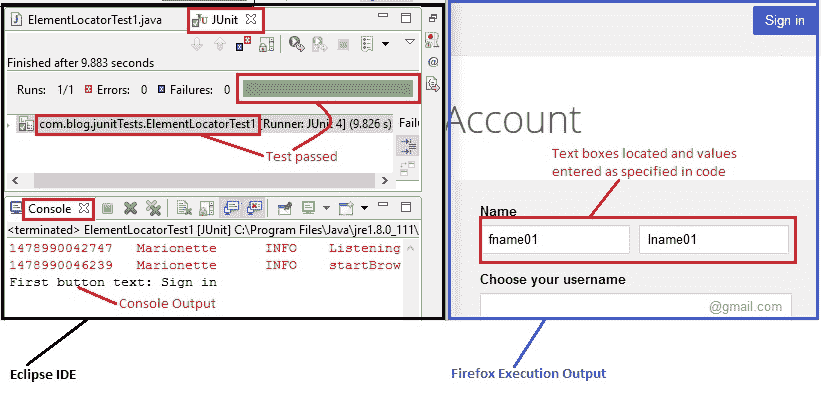 ElementLocatorTest1.java
JUnit
Finished after 9.883 seconds
Runs: 1/1 Errors: 0 Failures: 0
com.blog.junitTests.ElementLocatorTest1 [Runner: JUnit 4] (9.826 s)
Failu
Test passed
Console
<terminated> ElementLocatorTest1 [JUnit] C:\Program Files\Java\jre1.8.0_111\
1478990042747 Marionette INFO Listening
1478990046239 Marionette INFO startBrow
First button text: Sign in
Console Output
Eclipse IDE
Sign in
Account
Text boxes located and values
entered as specified in code
Name
fname01 lname01
Choose your username
@gmail.com
Firefox Execution Output